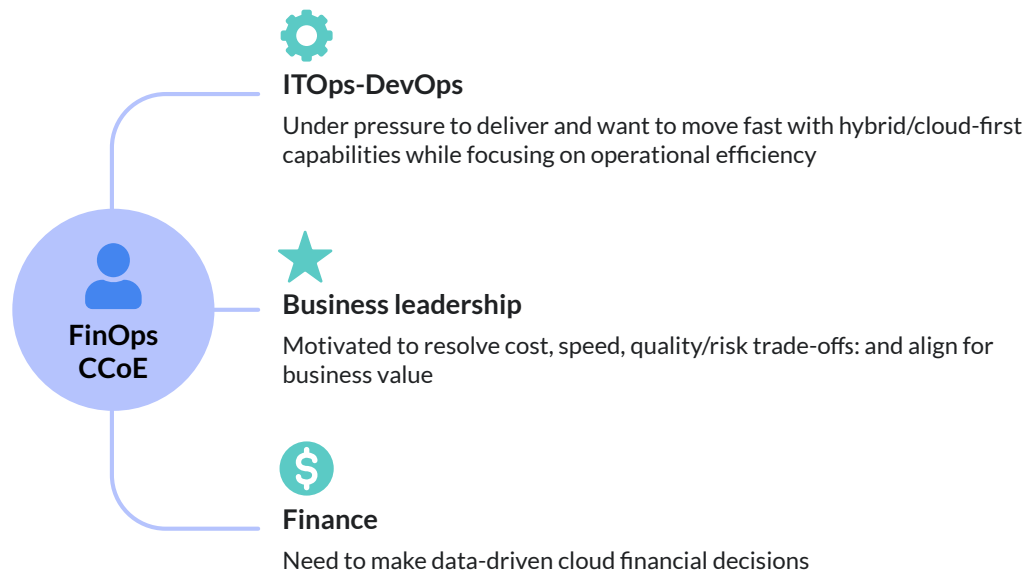 ITOps-DevOps
Under pressure to deliver and want to move fast with hybrid/cloud-first
capabilities while focusing on operational efficiency
FinOps
CCoE
Business leadership
Motivated to resolve cost, speed, quality/risk trade-offs: and align for
business value
$
Finance
Need to make data-driven cloud financial decisions